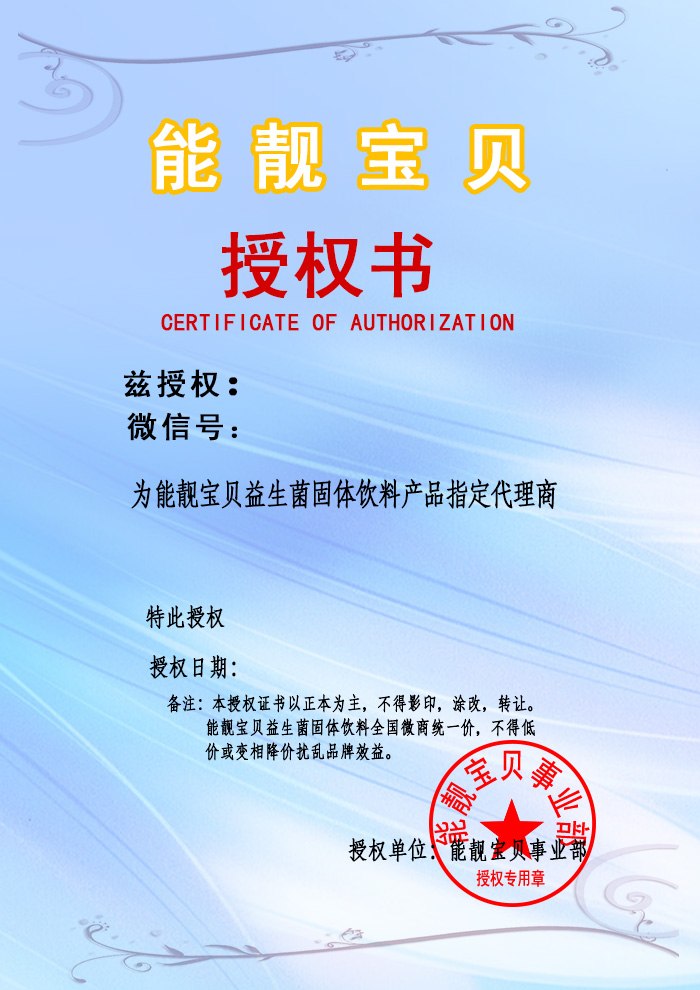 能靓宝贝
授权书
CERTIFICATE OF AUTHORIZATION
兹授权：
微信号：
为能靓宝贝益生菌固体饮料产品指定代理商
特此授权
授权日期：
备注：本授权证书以正本为主，不得影印，涂改，转让。
能靓宝贝益生菌固体饮料全国微商统一价，不得低
价或变相降价扰乱品牌效益。
能靓宝贝事业部
授权单位：能靓宝贝事业部
授权专用章